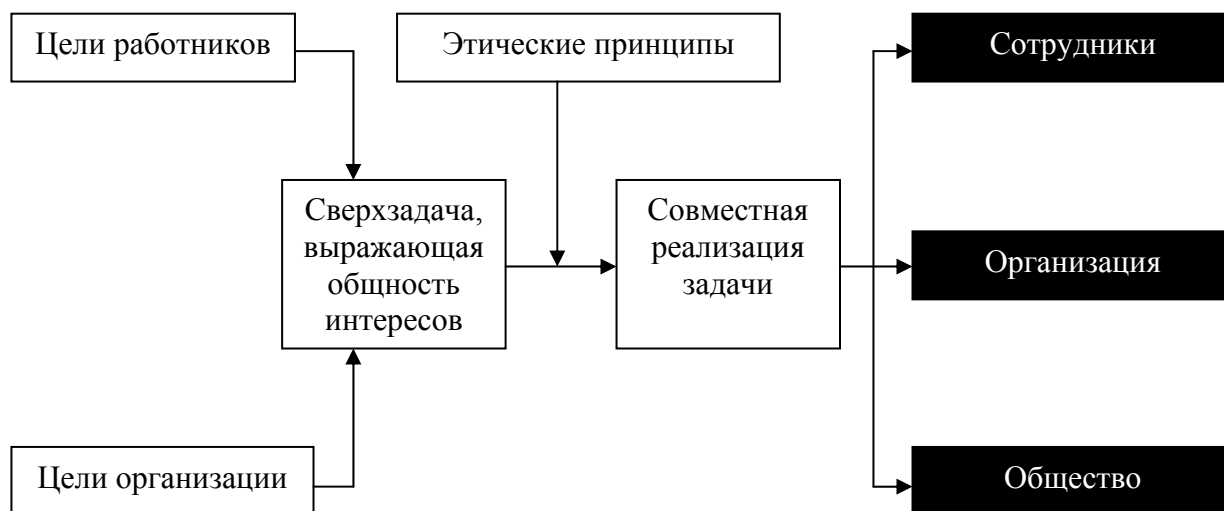 Цели работников
Этические принципы
Сотрудники
Сверхзадача,
выражающая
общность
интересов
Совместная
реализация
задачи
Организация
Цели организации
Общество